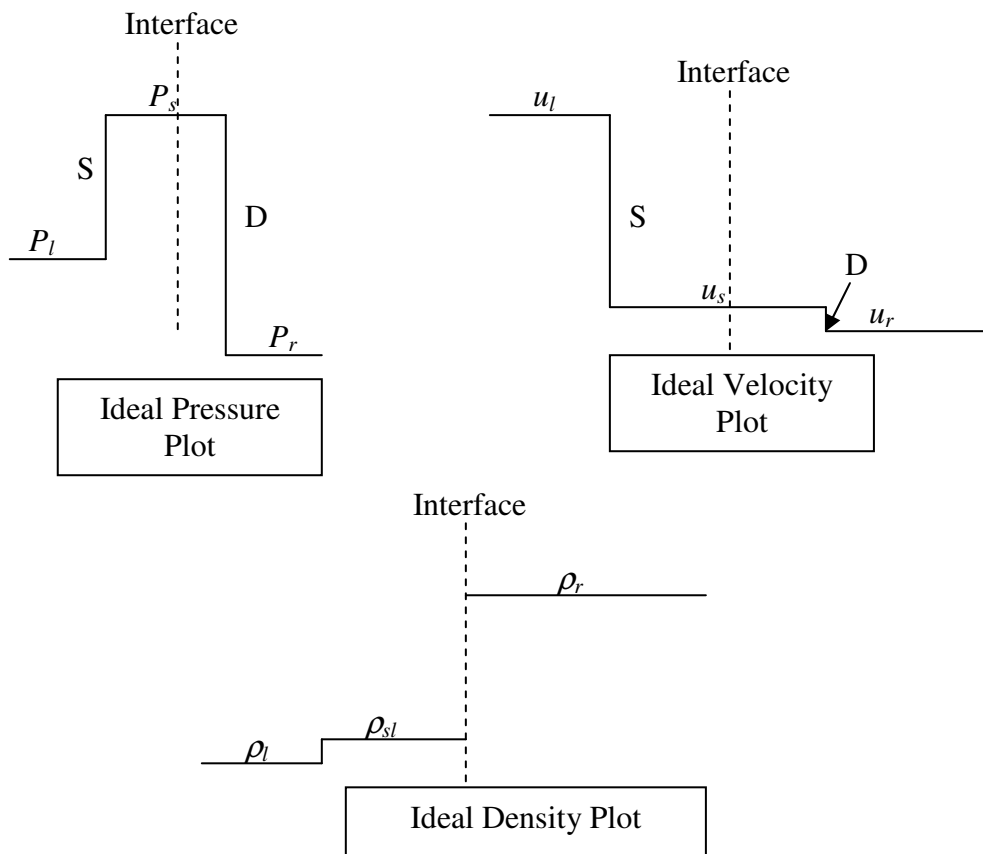 Interface
P_s
S
P_l
D
P_r
Ideal Pressure
Plot
Interface
u_l
S
D
u_s
u_r
Ideal Velocity
Plot
Interface
ρ_r
ρ_sl
ρ_l
Ideal Density Plot